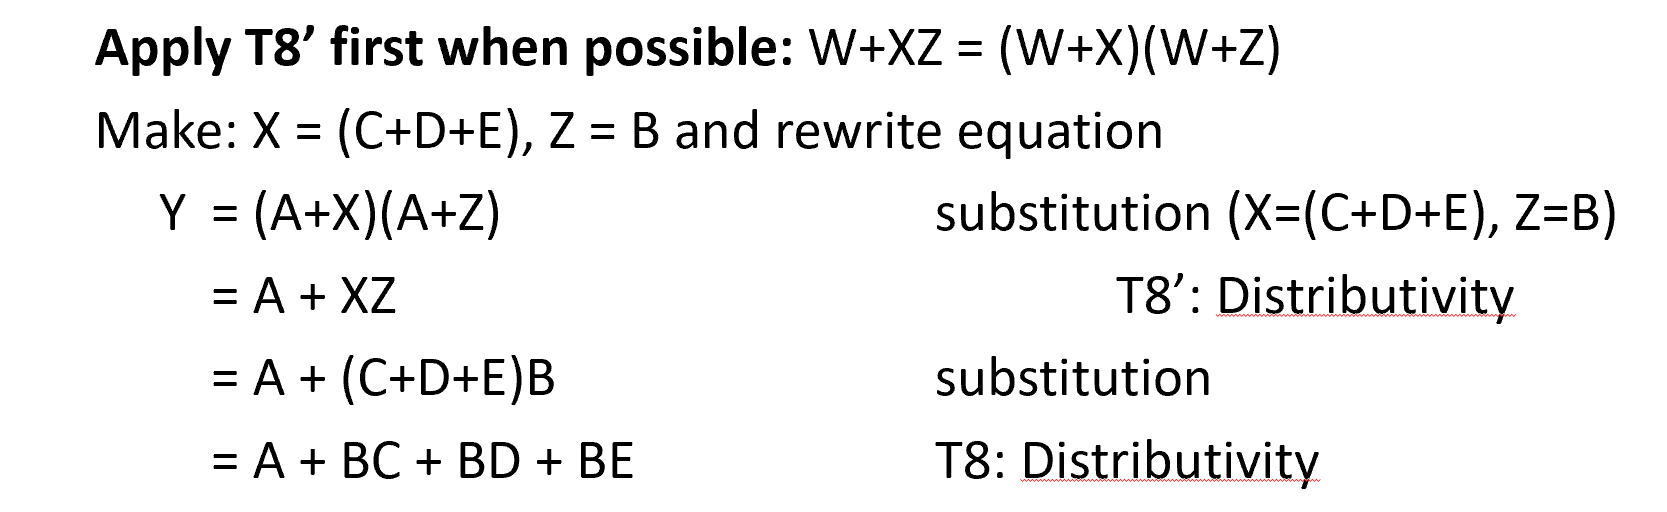 Apply T8’ first when possible: W+XZ = (W+X)(W+Z)
Make: X = (C+D+E), Z = B and rewrite equation
Y = (A+X)(A+Z) substitution (X=(C+D+E), Z=B)
= A + XZ T8’: Distributivity
= A + (C+D+E)B substitution
= A + BC + BD + BE T8: Distributivity